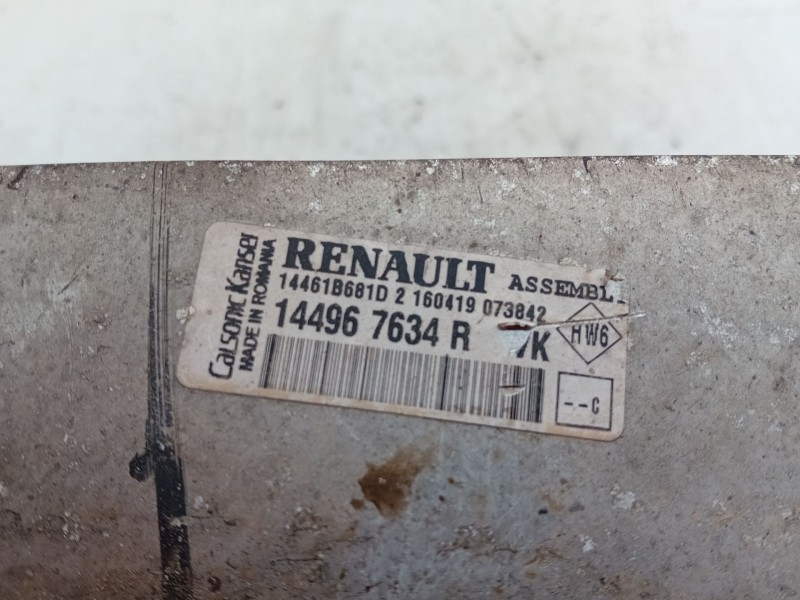 Calsonic Kansei
MADE IN ROMANIA
RENAULT ASSEMBL
14461B681D 2 160419 073842
14496 7634 R K
HW6
--C